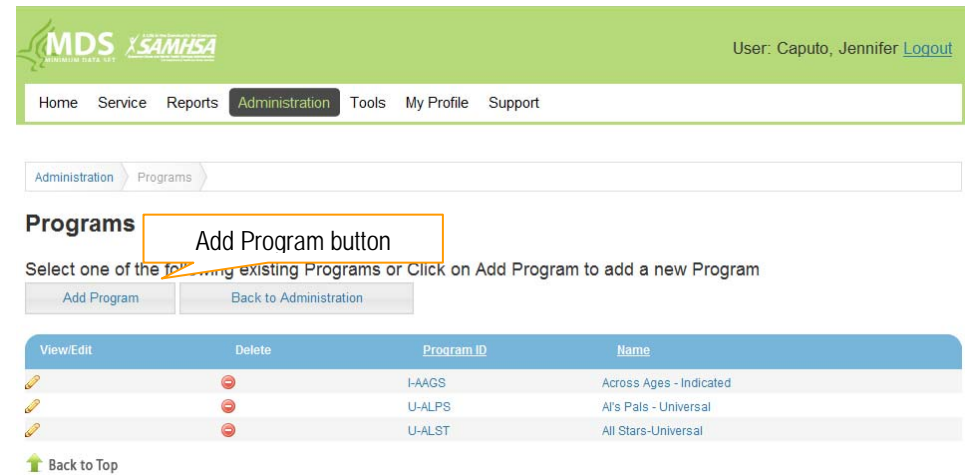 MDS SAMHSA
MINIMUM DATA SET
User: Caputo, Jennifer Logout
Home Service Reports Administration Tools My Profile Support
Administration Programs
Programs
Add Program button
Select one of the following existing Programs or Click on Add Program to add a new Program
Add Program Back to Administration
View/Edit Delete Program ID Name
I-AAGS Across Ages - Indicated
U-ALPS Al's Pals - Universal
U-ALST All Stars-Universal
Back to Top